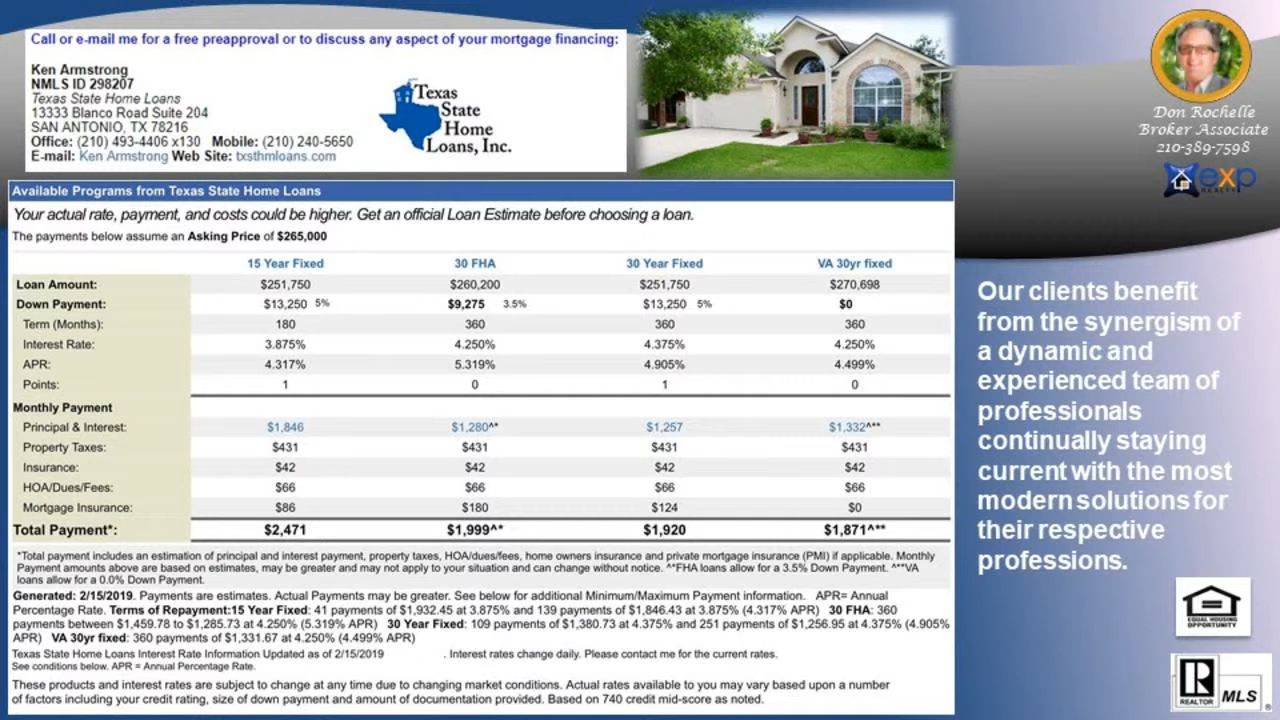 Call or e-mail me for a free preapproval or to discuss any aspect of your mortgage financing:
Ken Armstrong
NMLS ID 298207
Texas State Home Loans
13333 Blanco Road Suite 204
SAN ANTONIO, TX 78216
Office: (210) 493-4406 x130 Mobile: (210) 240-5650
E-mail: Ken Armstrong Web Site: txsthmloans.com
Texas
State
Home
Loans, Inc.
Don Rochelle
Broker Associate
210-389-7598
exp
REALTY
Available Programs from Texas State Home Loans
Your actual rate, payment, and costs could be higher. Get an official Loan Estimate before choosing a loan.
The payments below assume an Asking Price of $265,000
15 Year Fixed 30 FHA 30 Year Fixed VA 30yr fixed
Loan Amount: $251,750 $260,200 $251,750 $270,698
Down Payment: $13,250 5% $9,275 3.5% $13,250 5% $0
Term (Months): 180 360 360 360
Interest Rate: 3.875% 4.250% 4.375% 4.250%
APR: 4.317% 5.319% 4.905% 4.499%
Points: 1 0 1 0
Monthly Payment
Principal & Interest: $1,846 $1,280^* $1,257 $1,332^**
Property Taxes: $431 $431 $431 $431
Insurance: $42 $42 $42 $42
HOA/Dues/Fees: $66 $66 $66 $66
Mortgage Insurance: $86 $180 $124 $0
Total Payment*: $2,471 $1,999^* $1,920 $1,871^**
*Total payment includes an estimation of principal and interest payment, property taxes, HOA/dues/fees, home owners insurance and private mortgage insurance (PMI) if applicable. Monthly
Payment amounts above are based on estimates, may be greater and may not apply to your situation and can change without notice. ^*FHA loans allow for a 3.5% Down Payment. ^**VA
loans allow for a 0.0% Down Payment.
Generated: 2/15/2019. Payments are estimates. Actual Payments may be greater. See below for additional Minimum/Maximum Payment information. APR= Annual
Percentage Rate. Terms of Repayment:15 Year Fixed: 41 payments of $1,932.45 at 3.875% and 139 payments of $1,846.43 at 3.875% (4.317% APR) 30 FHA: 360
payments between $1,459.78 to $1,285.73 at 4.250% (5.319% APR) 30 Year Fixed: 109 payments of $1,380.73 at 4.375% and 251 payments of $1,256.95 at 4.375% (4.905%
APR) VA 30yr fixed: 360 payments of $1,331.67 at 4.250% (4.499% APR)
Texas State Home Loans Interest Rate Information Updated as of 2/15/2019 . Interest rates change daily. Please contact me for the current rates.
See conditions below. APR = Annual Percentage Rate.
These products and interest rates are subject to change at any time due to changing market conditions. Actual rates available to you may vary based upon a number
of factors including your credit rating, size of down payment and amount of documentation provided. Based on 740 credit mid-score as noted.
Our clients benefit
from the synergism of
a dynamic and
experienced team of
professionals
continually staying
current with the most
modern solutions for
their respective
professions.
EQUAL HOUSING
OPPORTUNITY
R
REALTOR MLS ®